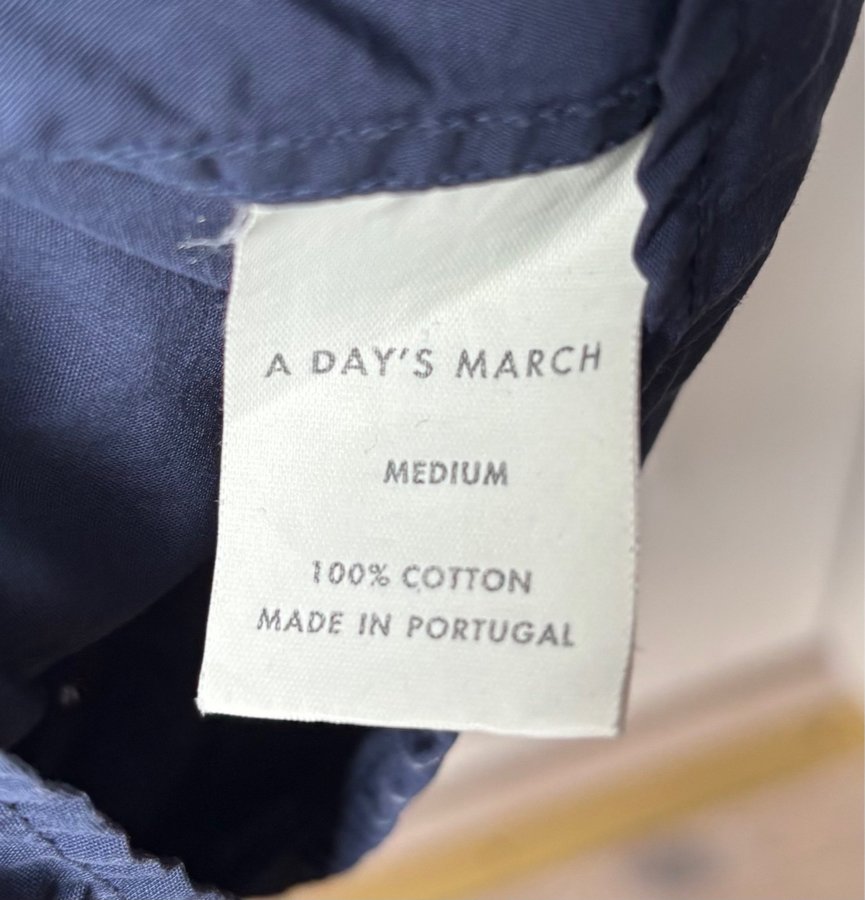 A DAY'S MARCH
MEDIUM
100% COTTON
MADE IN PORTUGAL